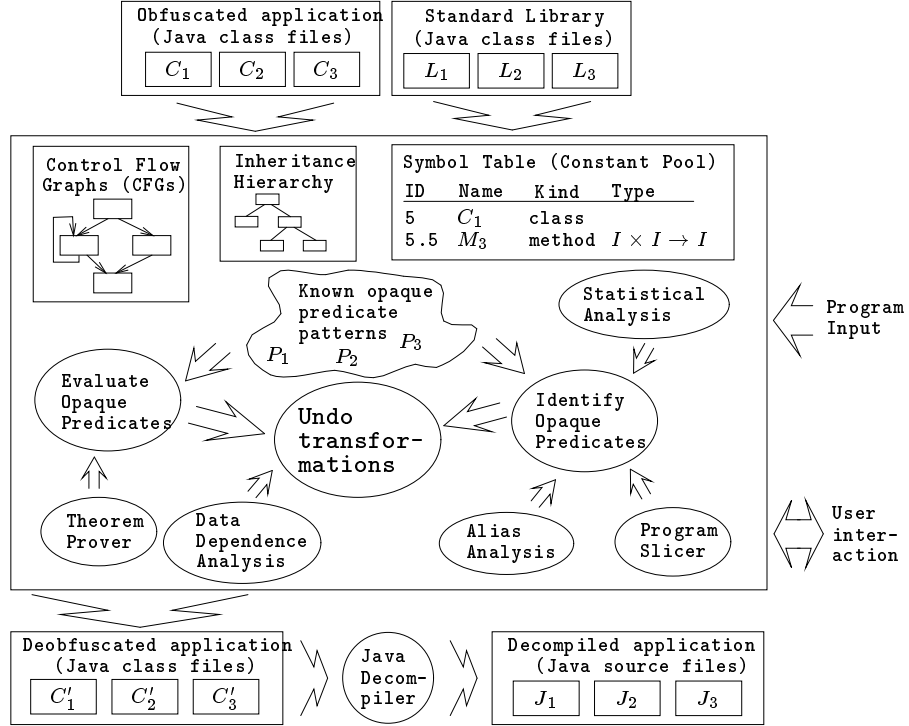 Obfuscated application
(Java class files)
C₁ C₂ C₃
Standard Library
(Java class files)
L₁ L₂ L₃
Control Flow
Graphs (CFGs)
Inheritance
Hierarchy
Symbol Table (Constant Pool)
ID Name Kind Type
5 C₁ class
5.5 M₃ method I × I → I
Known opaque
predicate
patterns
P₁ P₂ P₃
Statistical
Analysis
Program
Input
Evaluate
Opaque
Predicates
Undo
transfor-
mations
Identify
Opaque
Predicates
Theorem
Prover
Data
Dependence
Analysis
Alias
Analysis
Program
Slicer
User
inter-
action
Deobfuscated application
(Java class files)
C′₁ C′₂ C′₃
Java
Decom-
piler
Decompiled application
(Java source files)
J₁ J₂ J₃